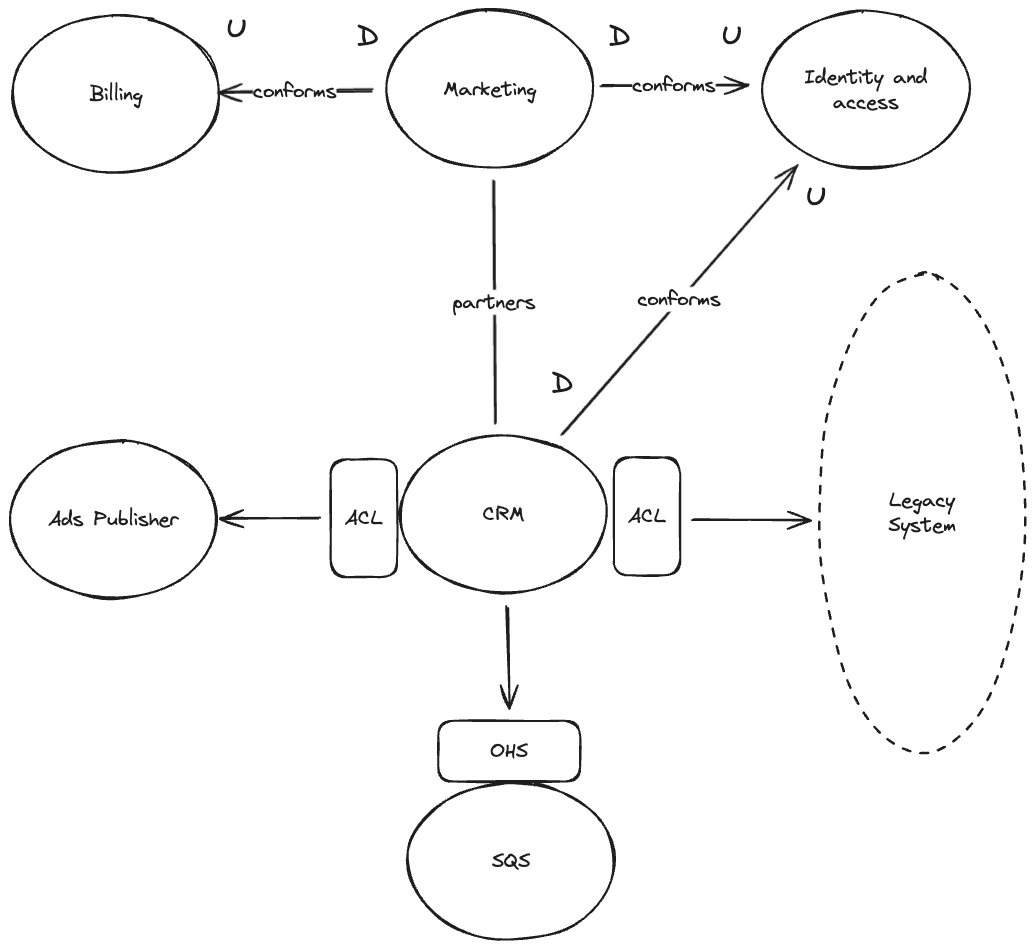 U
D
D
U
Billing
conforms
Marketing
conforms
Identity and
access
U
partners
conforms
D
Ads Publisher
ACL
CRM
ACL
Legacy
System
OHS
SQS